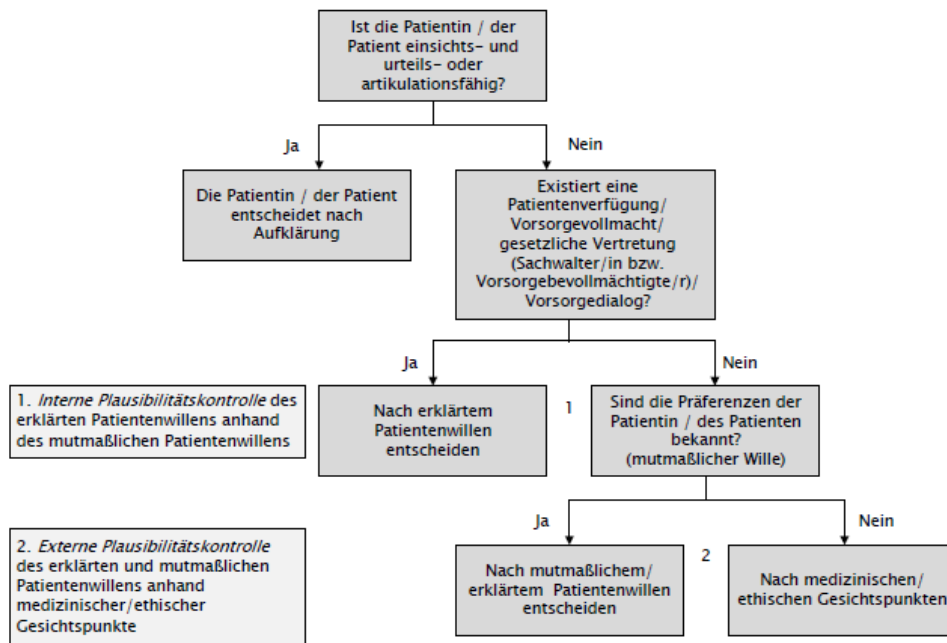 Ist die Patientin / der
Patient einsichts- und
urteils- oder
artikulationsfähig?
Ja
Nein
Die Patientin / der Patient
entscheidet nach
Aufklärung
Existiert eine
Patientenverfügung/
Vorsorgevollmacht/
gesetzliche Vertretung
(Sachwalter/in bzw.
Vorsorgebevollmächtigte/r)/
Vorsorgedialog?
Ja
Nein
1. Interne Plausibilitätskontrolle des
erklärten Patientenwillens anhand
des mutmaßlichen Patientenwillens
Nach erklärtem
Patientenwillen
entscheiden
1
Sind die Präferenzen der
Patientin / des Patienten
bekannt?
(mutmaßlicher Wille)
Ja
Nein
2. Externe Plausibilitätskontrolle
des erklärten und mutmaßlichen
Patientenwillens anhand
medizinischer/ethischer
Gesichtspunkte
Nach mutmaßlichem/
erklärtem Patientenwillen
entscheiden
2
Nach medizinischen/
ethischen Gesichtspunkten